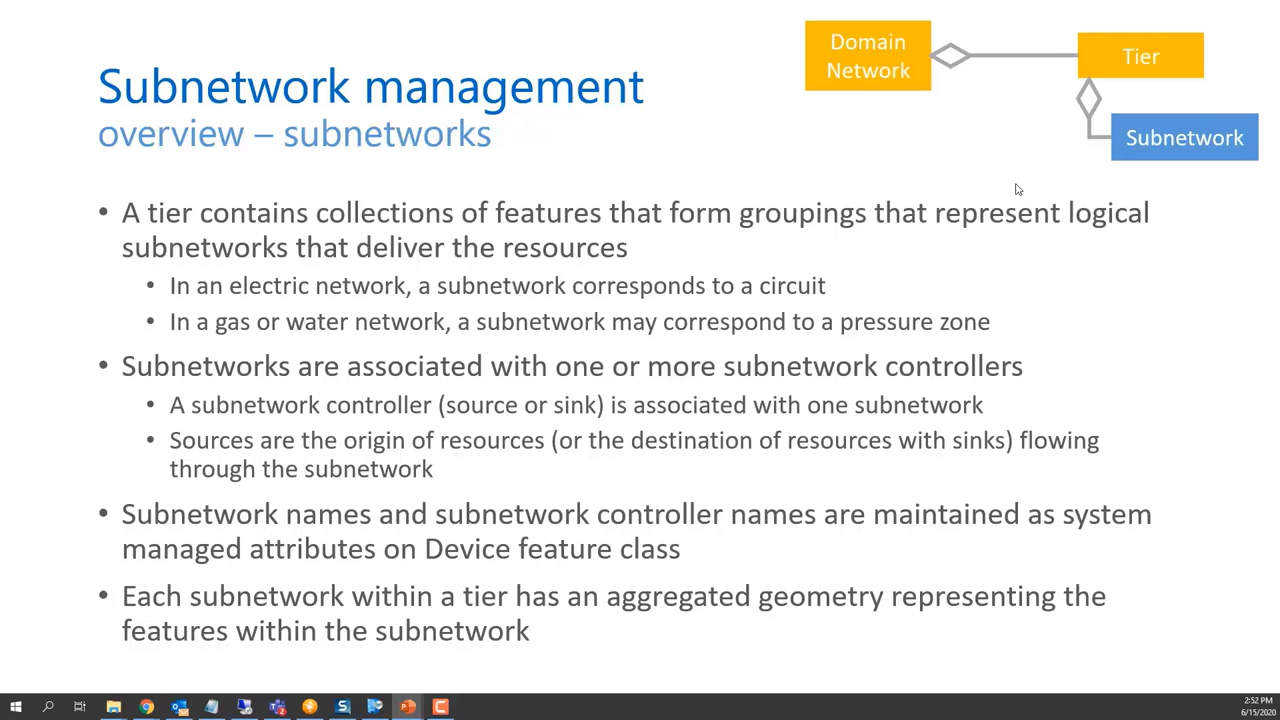 Domain
Network
Tier
Subnetwork
Subnetwork management
overview – subnetworks
• A tier contains collections of features that form groupings that represent logical
subnetworks that deliver the resources
• In an electric network, a subnetwork corresponds to a circuit
• In a gas or water network, a subnetwork may correspond to a pressure zone
• Subnetworks are associated with one or more subnetwork controllers
• A subnetwork controller (source or sink) is associated with one subnetwork
• Sources are the origin of resources (or the destination of resources with sinks) flowing
through the subnetwork
• Subnetwork names and subnetwork controller names are maintained as system
managed attributes on Device feature class
• Each subnetwork within a tier has an aggregated geometry representing the
features within the subnetwork
2:52 PM
6/15/2020